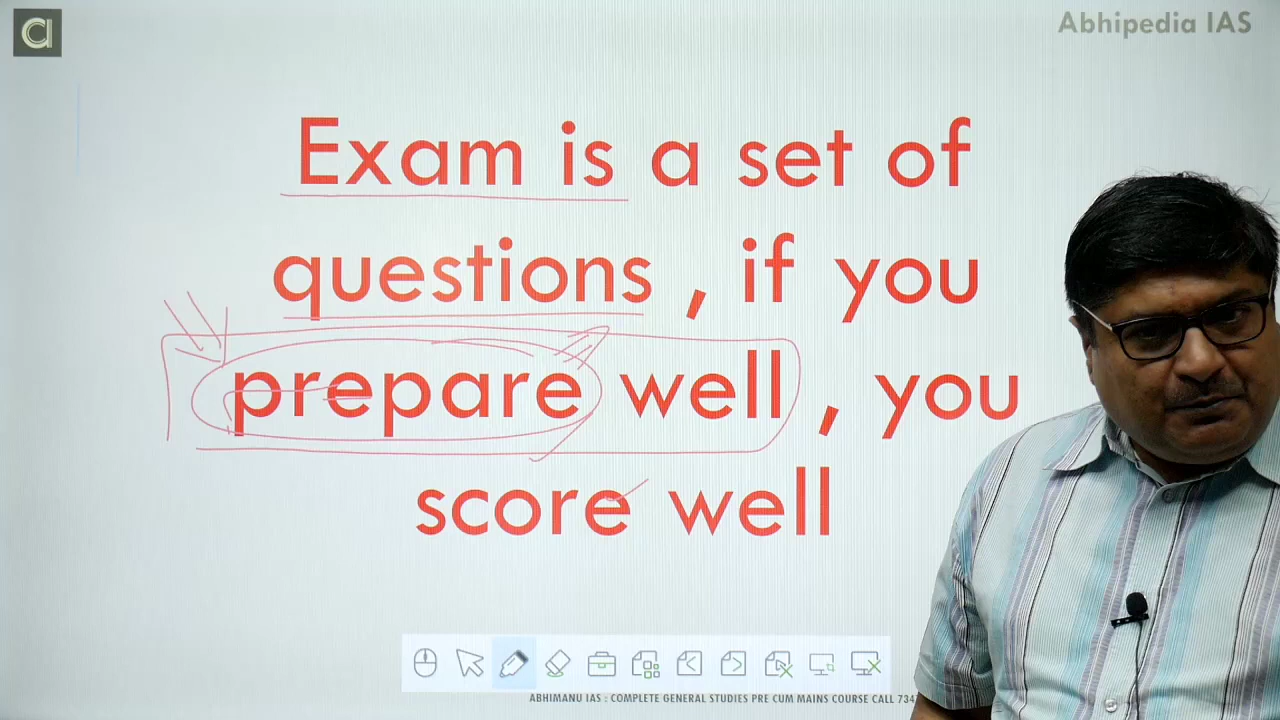 Abhipedia IAS
Exam is a set of
questions , if you
prepare well , you
score well
ABHIMANU IAS : COMPLETE GENERAL STUDIES PRE CUM MAINS COURSE CALL 734